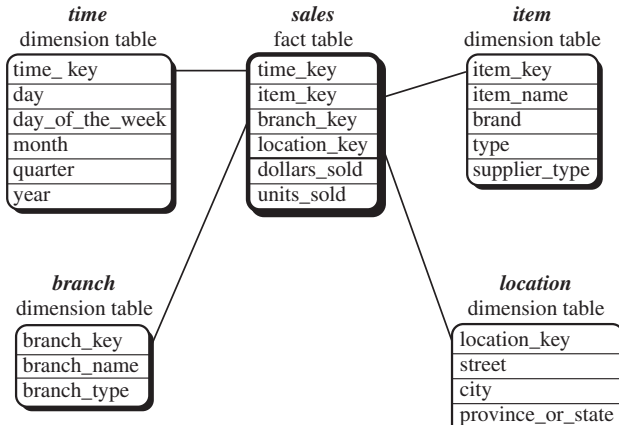 time
dimension table
time_ key
day
day_of_the_week
month
quarter
year
sales
fact table
time_key
item_key
branch_key
location_key
dollars_sold
units_sold
item
dimension table
item_key
item_name
brand
type
supplier_type
branch
dimension table
branch_key
branch_name
branch_type
location
dimension table
location_key
street
city
province_or_state